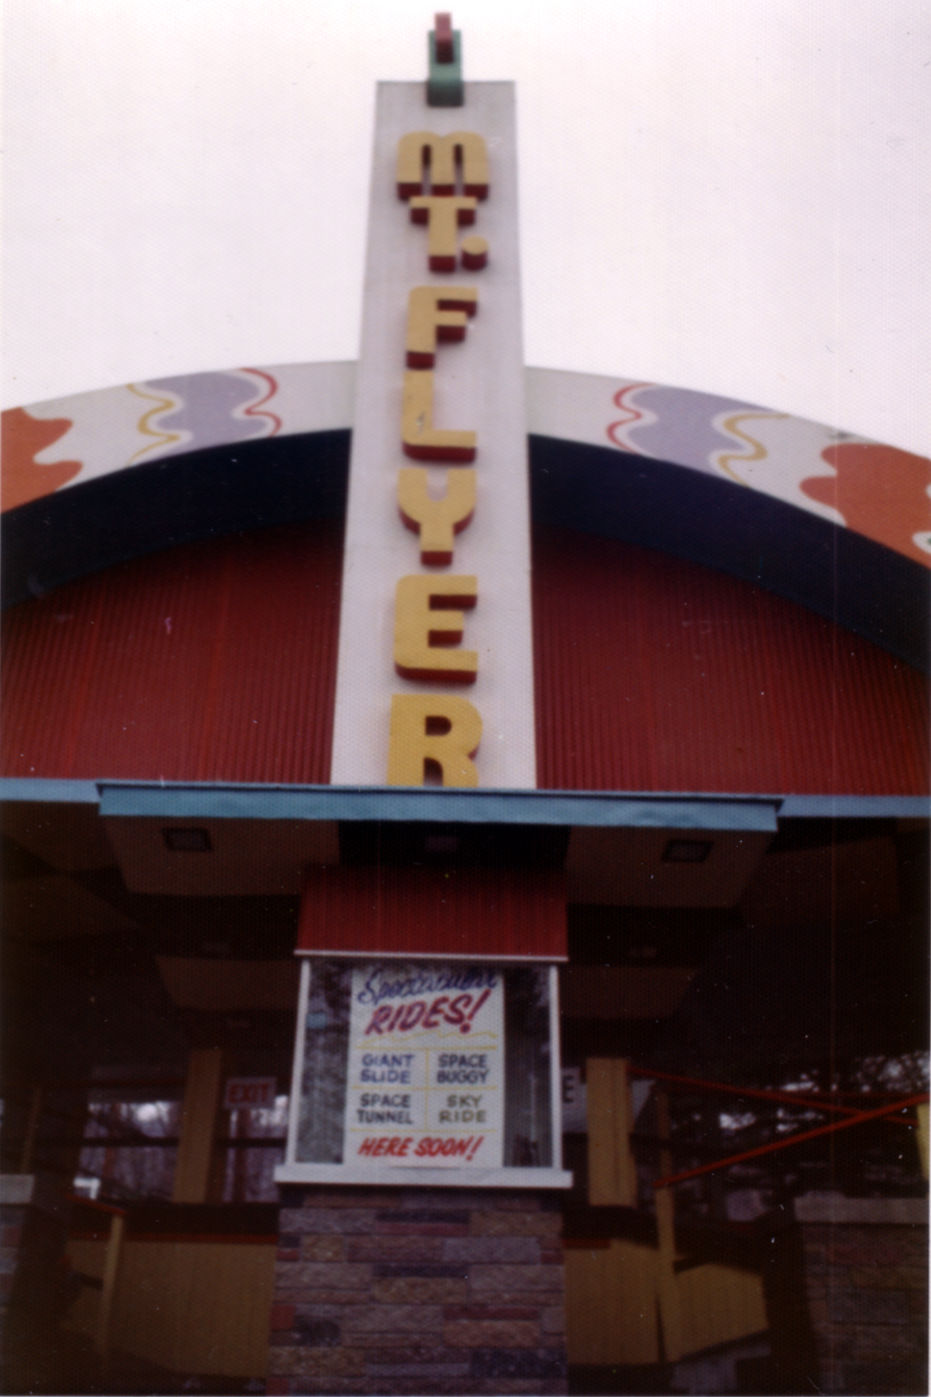 MT.
FLYER
Spectacular
RIDES!
GIANT
SLIDE
SPACE
BUGGY
SPACE
TUNNEL
SKY
RIDE
HERE SOON!
EXIT